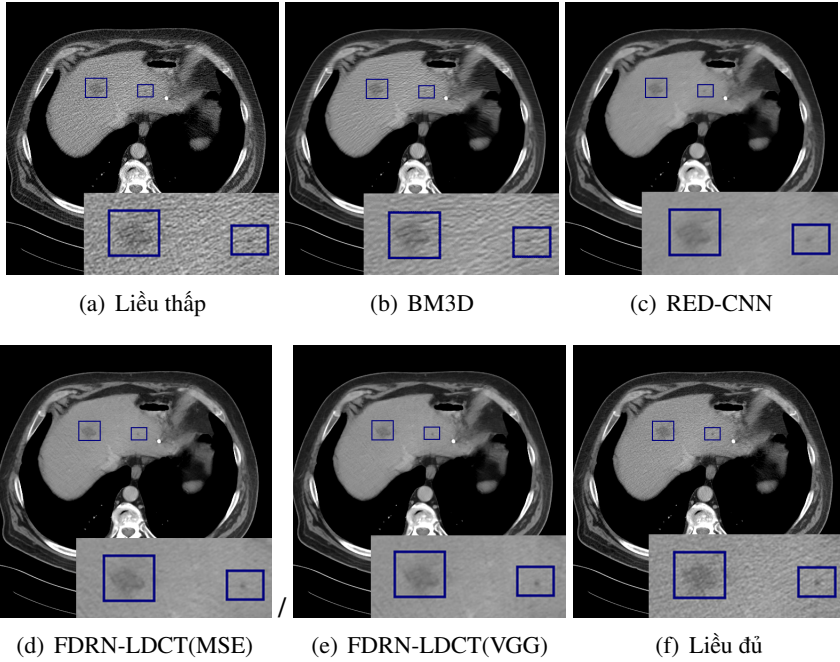 (a) Liều thấp
(b) BM3D
(c) RED-CNN
/
(d) FDRN-LDCT(MSE)
(e) FDRN-LDCT(VGG)
(f) Liều đủ